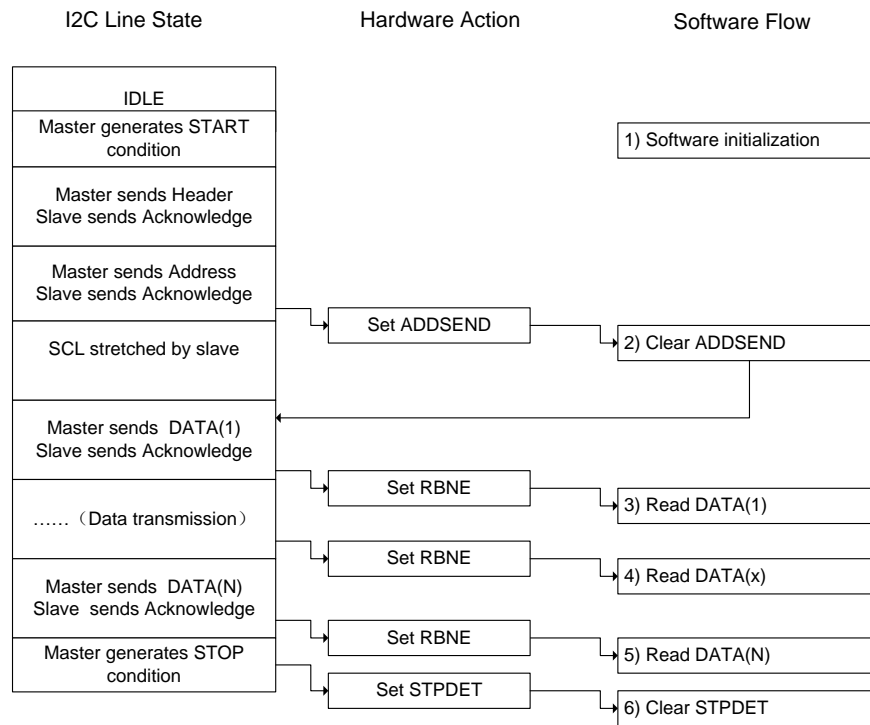 I2C Line State
Hardware Action
Software Flow
IDLE
Master generates START
condition
1) Software initialization
Master sends Header
Slave sends Acknowledge
Master sends Address
Slave sends Acknowledge
Set ADDSEND
SCL stretched by slave
2) Clear ADDSEND
Master sends DATA(1)
Slave sends Acknowledge
Set RBNE
3) Read DATA(1)
……（Data transmission）
Set RBNE
4) Read DATA(x)
Master sends DATA(N)
Slave sends Acknowledge
Set RBNE
5) Read DATA(N)
Master generates STOP
condition
Set STPDET
6) Clear STPDET